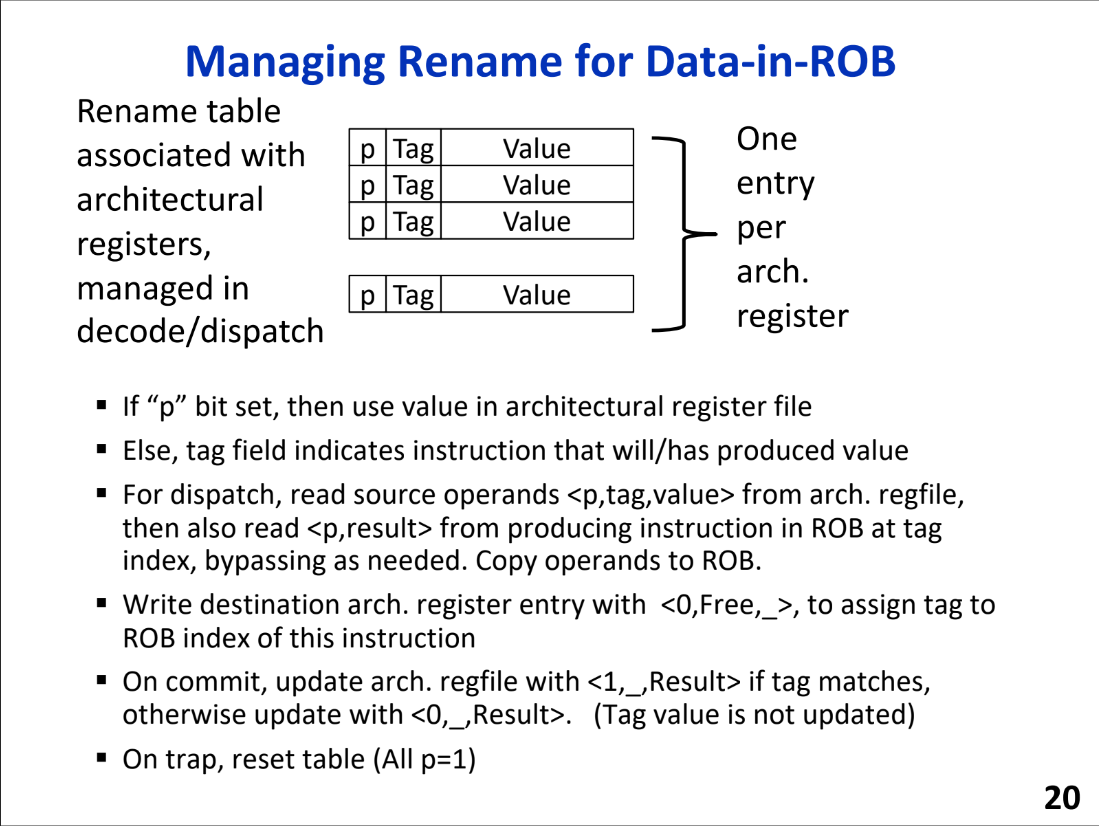 Managing Rename for Data-in-ROB
Rename table
associated with
architectural
registers,
managed in
decode/dispatch
p Tag Value
p Tag Value
p Tag Value
p Tag Value
One
entry
per
arch.
register
▪ If “p” bit set, then use value in architectural register file
▪ Else, tag field indicates instruction that will/has produced value
▪ For dispatch, read source operands <p,tag,value> from arch. regfile,
then also read <p,result> from producing instruction in ROB at tag
index, bypassing as needed. Copy operands to ROB.
▪ Write destination arch. register entry with <0,Free,_>, to assign tag to
ROB index of this instruction
▪ On commit, update arch. regfile with <1,_,Result> if tag matches,
otherwise update with <0,_,Result>. (Tag value is not updated)
▪ On trap, reset table (All p=1)
20